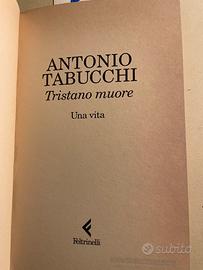 ANTONIO
TABUCCHI
Tristano muore
Una vita
Feltrinelli
subito